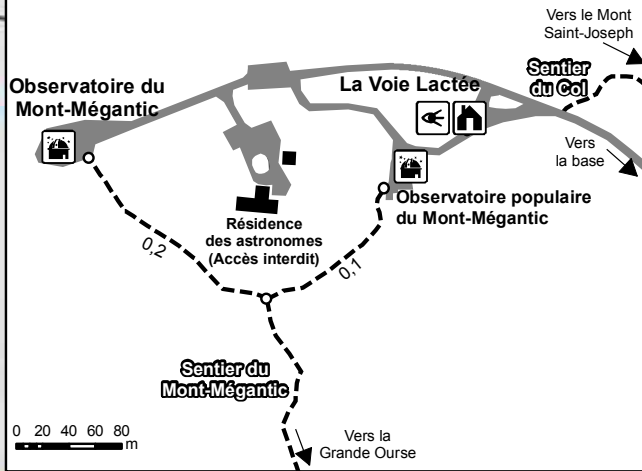 Vers le Mont
Saint-Joseph
Sentier
du Col
Observatoire du
Mont-Mégantic
La Voie Lactée
Vers
la base
Observatoire populaire
du Mont-Mégantic
Résidence
des astronomes
(Accès interdit)
0,2
0,1
Sentier du
Mont-Mégantic
Vers la
Grande Ourse
0 20 40 60 80
m